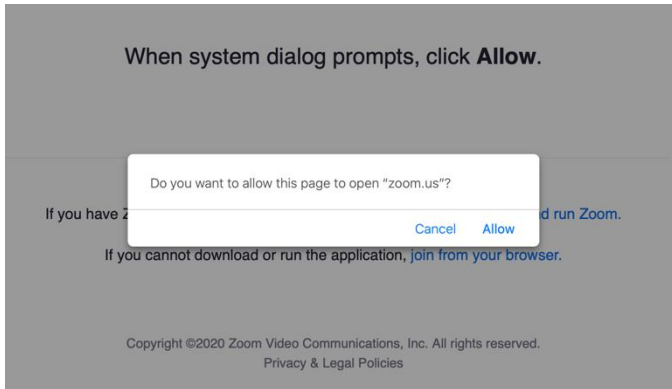 When system dialog prompts, click Allow.
Do you want to allow this page to open “zoom.us”?
Cancel Allow
If you have run Zoom.
If you cannot download or run the application, join from your browser.
Copyright ©2020 Zoom Video Communications, Inc. All rights reserved.
Privacy & Legal Policies